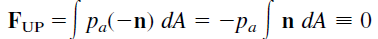 F_UP = ∫ p_a(−n) dA = −p_a ∫ n dA ≡ 0